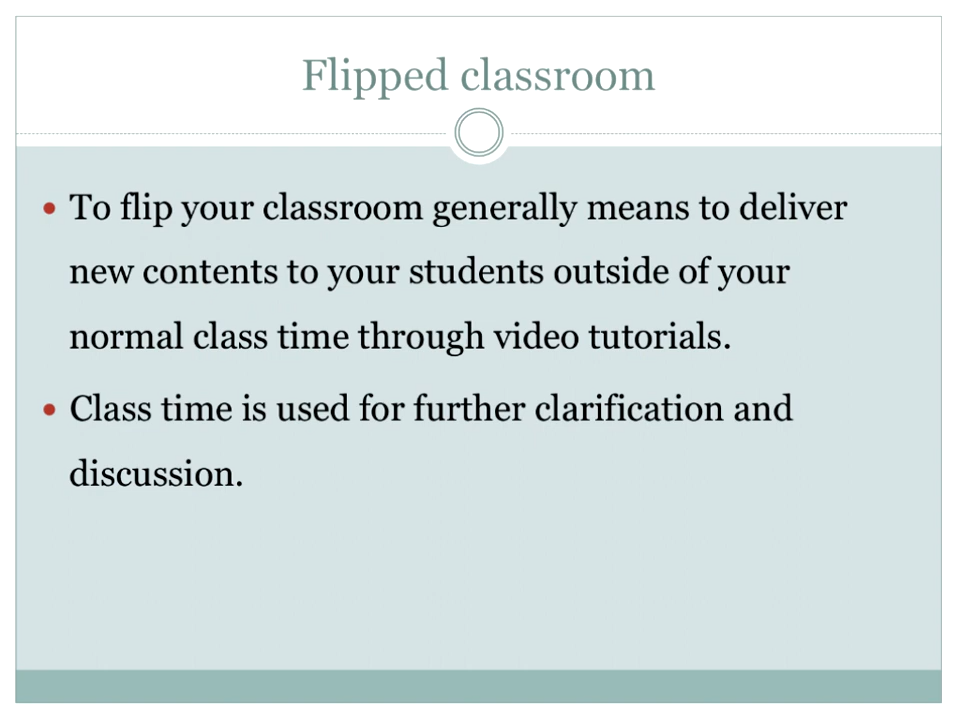 Flipped classroom
• To flip your classroom generally means to deliver
new contents to your students outside of your
normal class time through video tutorials.
• Class time is used for further clarification and
discussion.